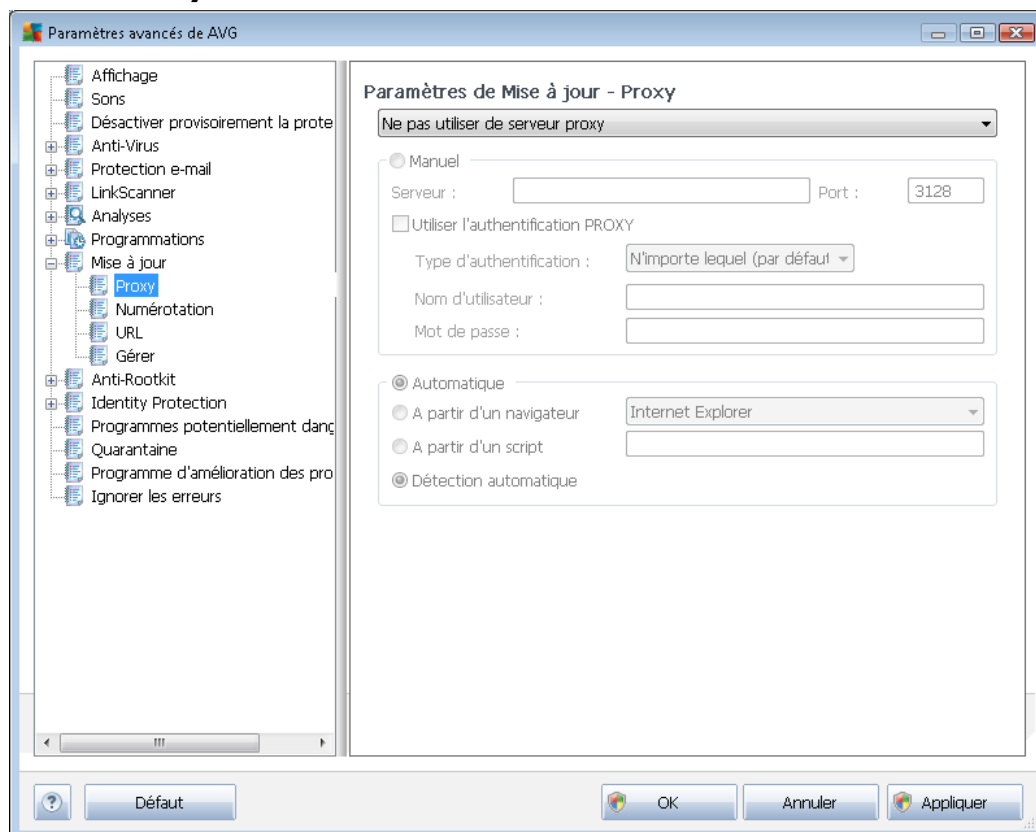 Paramètres avancés de AVG
Affichage
Sons
Désactiver provisoirement la prote
Anti-Virus
Protection e-mail
LinkScanner
Analyses
Programmations
Mise à jour
Proxy
Numérotation
URL
Gérer
Anti-Rootkit
Identity Protection
Programmes potentiellement dang
Quarantaine
Programme d'amélioration des pro
Ignorer les erreurs
Paramètres de Mise à jour - Proxy
Ne pas utiliser de serveur proxy
Manuel
Serveur : Port : 3128
Utiliser l'authentification PROXY
Type d'authentification : N'importe lequel (par défaut
Nom d'utilisateur :
Mot de passe :
Automatique
A partir d'un navigateur Internet Explorer
A partir d'un script
Détection automatique
? Défaut OK Annuler Appliquer